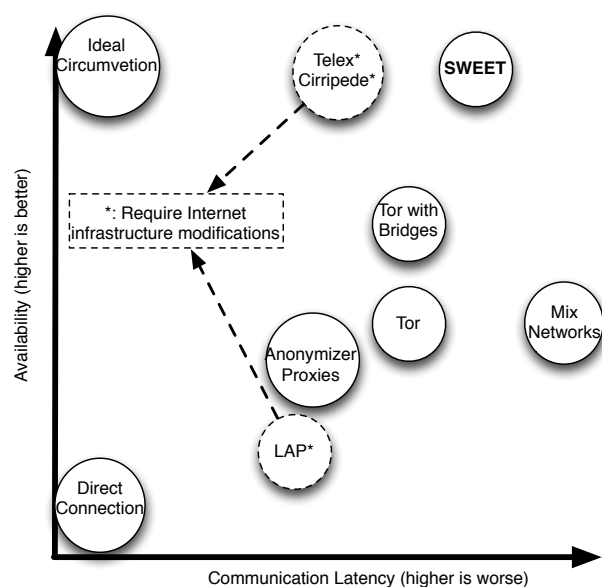 Ideal
Circumvetion
Telex*
Cirripede*
SWEET
*: Require Internet
infrastructure modifications
Tor with
Bridges
Tor
Mix
Networks
Anonymizer
Proxies
LAP*
Direct
Connection
Availability (higher is better)
Communication Latency (higher is worse)